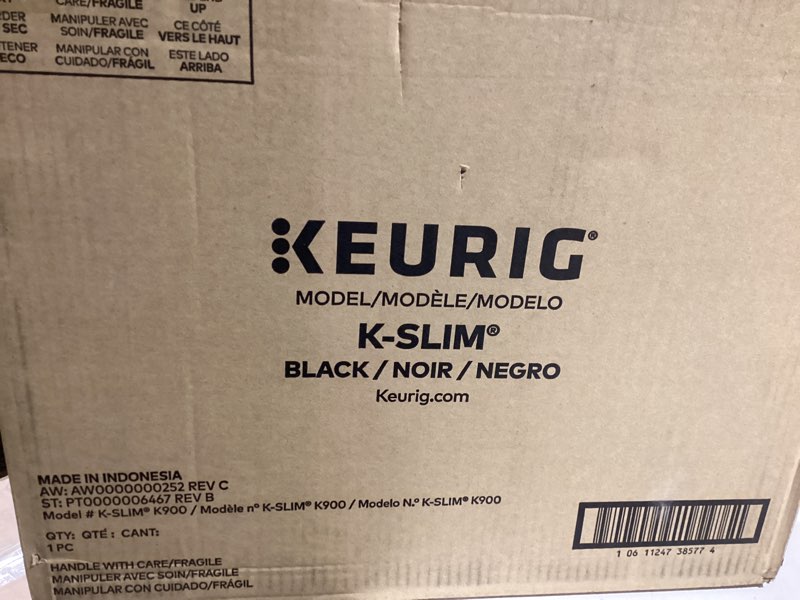 CARE/FRAGILE
UP
MANIPULER AVEC
SOIN/FRAGILE
CE CÔTÉ
VERS LE HAUT
SEC
MANIPULAR CON
CUIDADO/FRÁGIL
ESTE LADO
ARRIBA
KEURIG®
MODEL/MODÈLE/MODELO
K-SLIM®
BLACK / NOIR / NEGRO
Keurig.com
MADE IN INDONESIA
AW: AW0000000252 REV C
ST: PT0000006467 REV B
Model # K-SLIM® K900 / Modèle nº K-SLIM® K900 / Modelo N.º K-SLIM® K900
QTY: QTÉ: CANT:
1 PC
HANDLE WITH CARE/FRAGILE
MANIPULER AVEC SOIN/FRAGILE
MANIPULAR CON CUIDADO/FRÁGIL
1 06 11247 38577 4